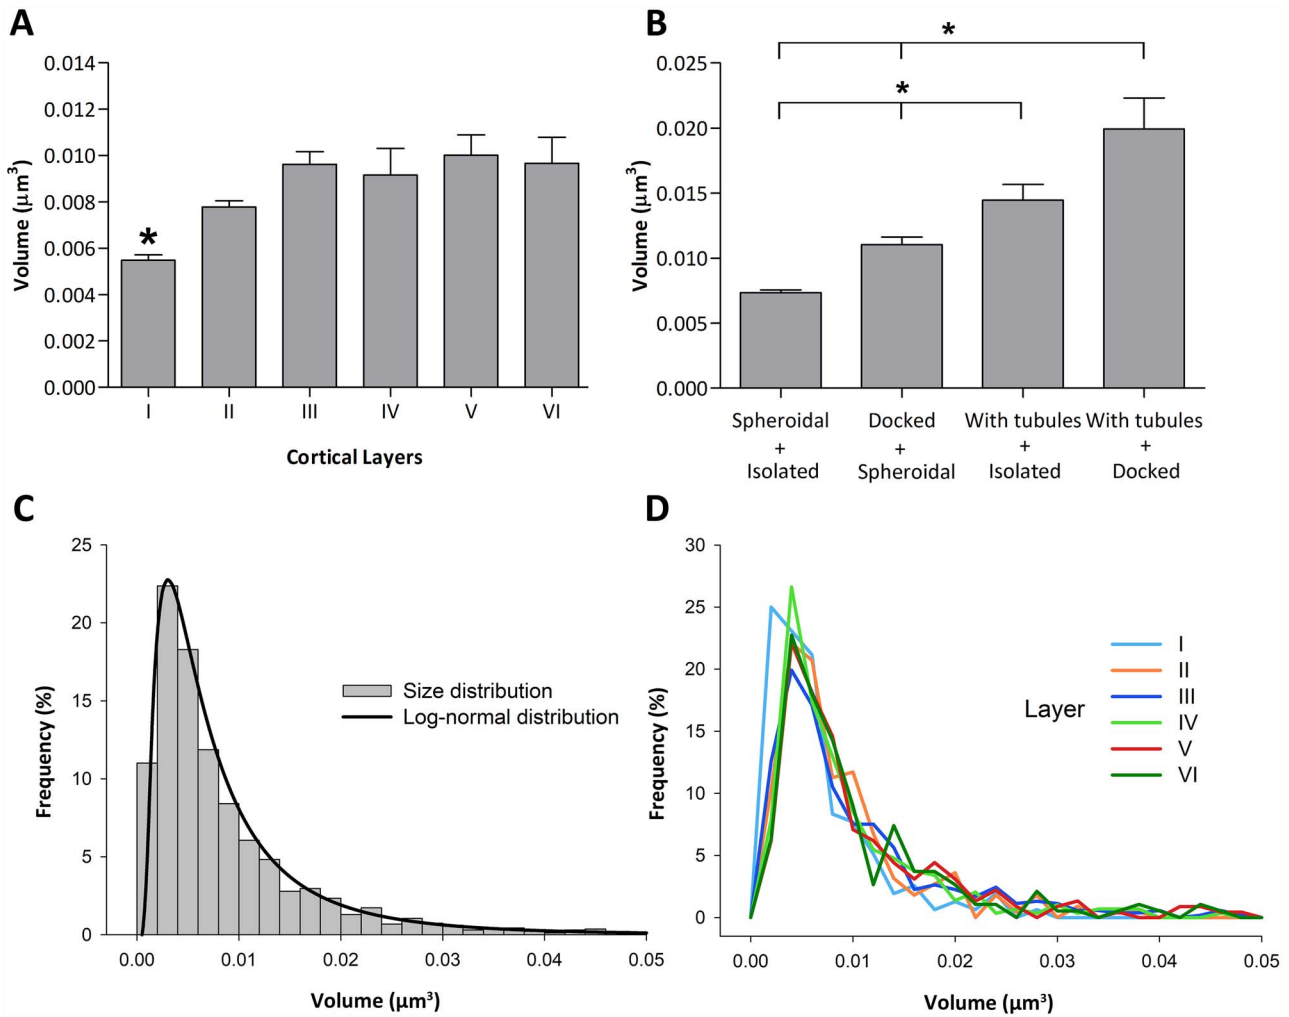 A
Volume (μm³)
0.014
0.012
0.010
0.008
0.006
0.004
0.002
0.000
*
I II III IV V VI
Cortical Layers
B
Volume (μm³)
0.025
0.020
0.015
0.010
0.005
0.000
*
*
Spheroidal + Isolated
Docked + Spheroidal
With tubules + Isolated
With tubules + Docked
C
Frequency (%)
25
20
15
10
5
0
Size distribution
Log-normal distribution
0.00 0.01 0.02 0.03 0.04 0.05
Volume (μm³)
D
Frequency (%)
30
25
20
15
10
5
0
Layer
I
II
III
IV
V
VI
0.00 0.01 0.02 0.03 0.04 0.05
Volume (μm³)